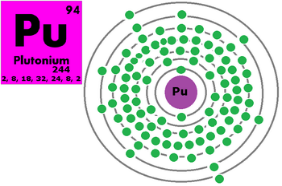 94
Pu
Plutonium
244
2, 8, 18, 32, 24, 8, 2
Pu